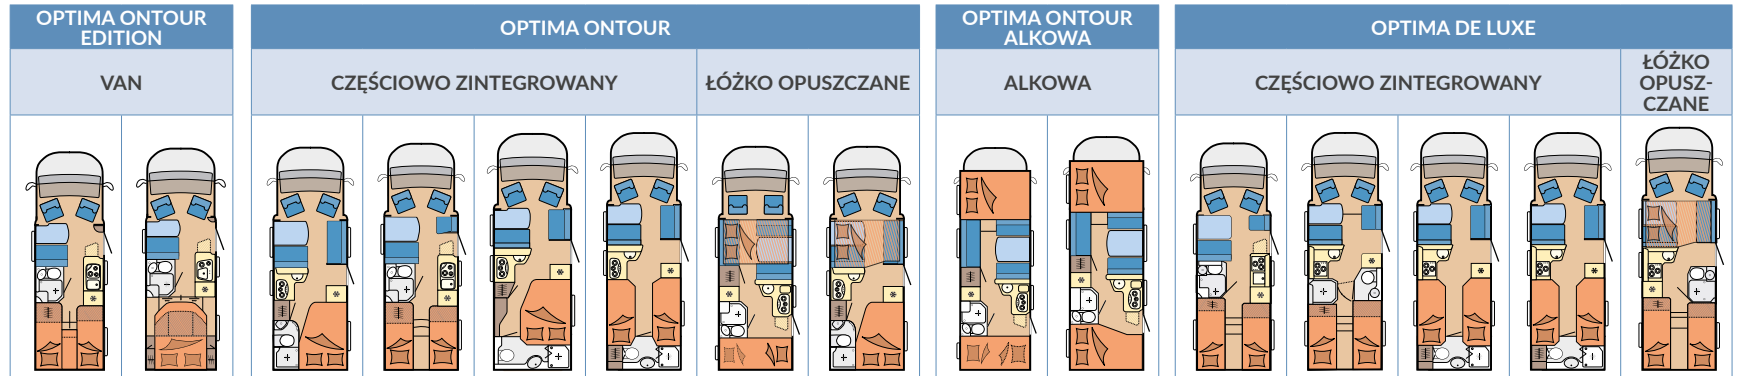 OPTIMA ONTOUR
EDITION
OPTIMA ONTOUR
OPTIMA ONTOUR
ALKOWA
OPTIMA DE LUXE
VAN
CZĘŚCIOWO ZINTEGROWANY
ŁÓŻKO OPUSZCZANE
ALKOWA
CZĘŚCIOWO ZINTEGROWANY
ŁÓŻKO
OPUSZ-
CZANE